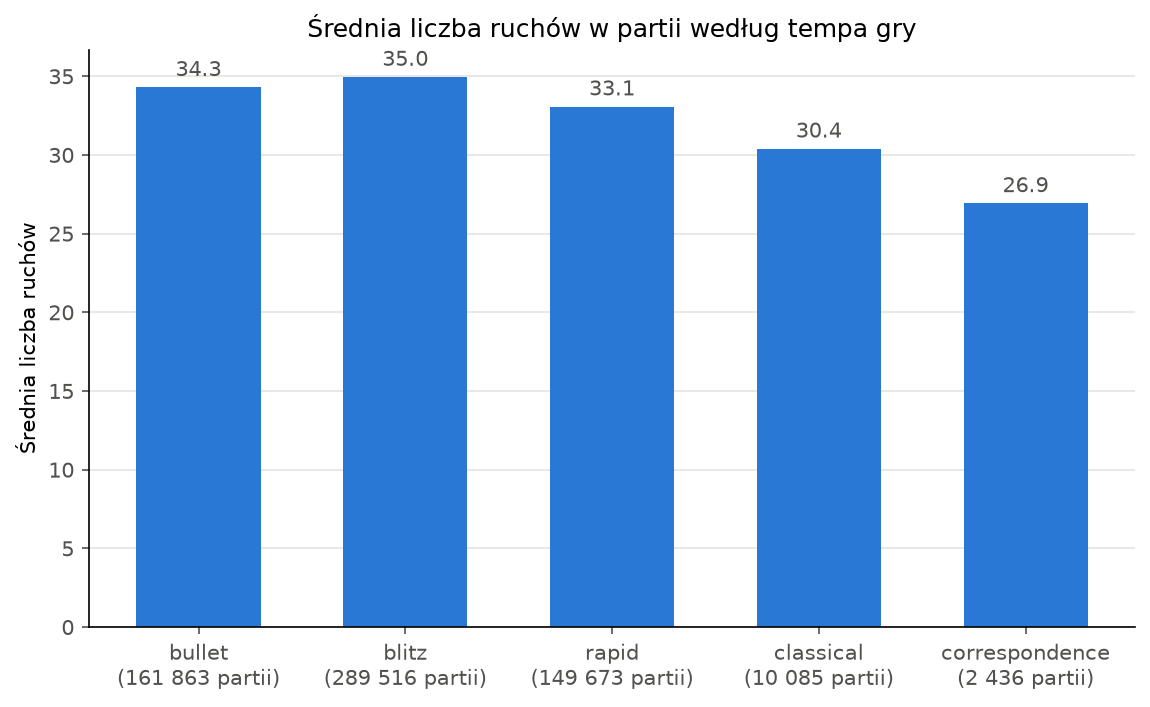 Średnia liczba ruchów w partii według tempa gry
Średnia liczba ruchów
35
30
25
20
15
10
5
0
34.3
35.0
33.1
30.4
26.9
bullet
(161 863 partii)
blitz
(289 516 partii)
rapid
(149 673 partii)
classical
(10 085 partii)
correspondence
(2 436 partii)